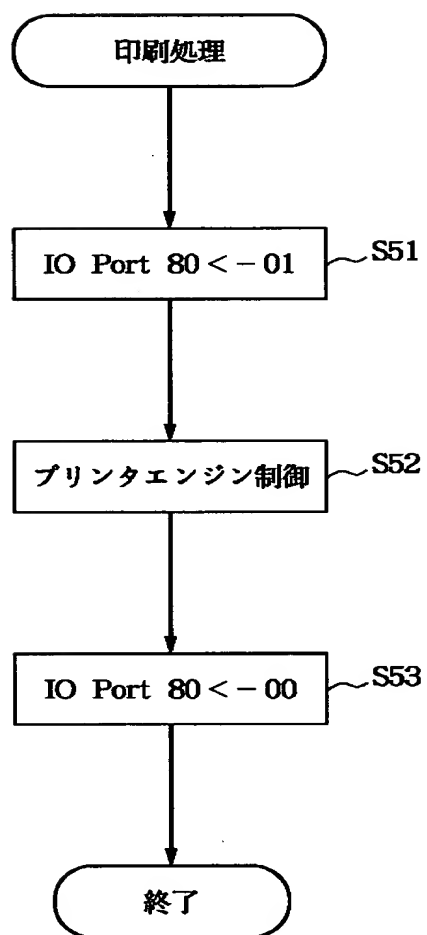 印刷処理
IO Port 80 <- 01
S51
プリンタエンジン制御
S52
IO Port 80 <- 00
S53
終了